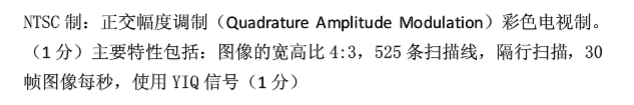 NTSC 制：正交幅度调制（Quadrature Amplitude Modulation）彩色电视制。
（1 分）主要特性包括：图像的宽高比 4:3，525 条扫描线，隔行扫描，30
帧图像每秒，使用 YIQ 信号（1 分）